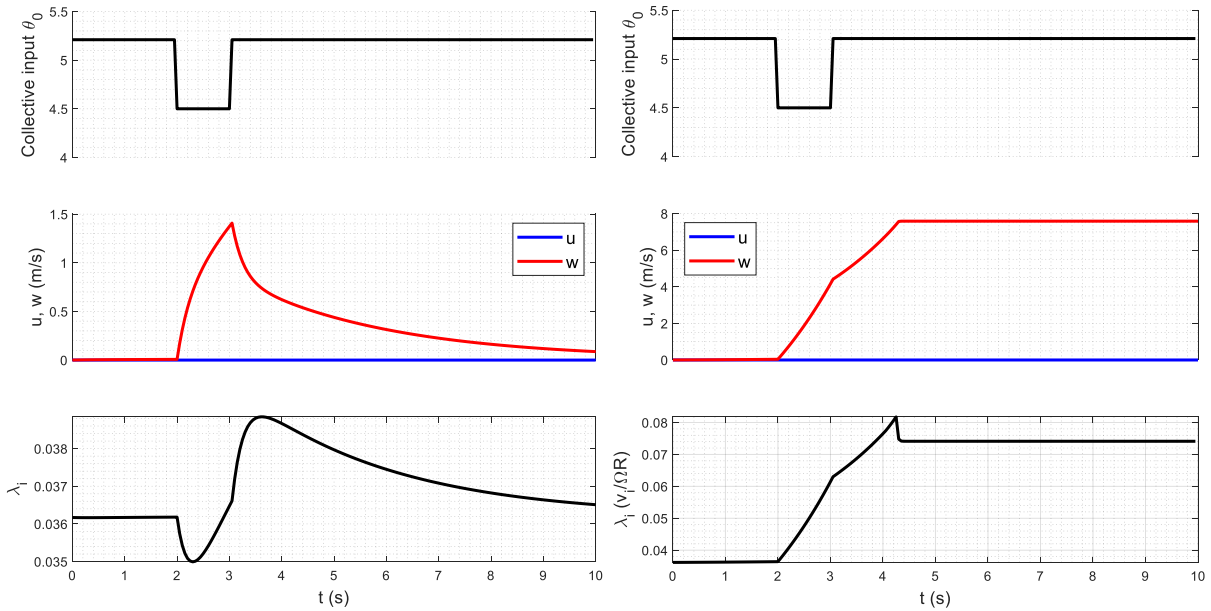 Collective input θ0
5.5
5
4.5
4
u, w (m/s)
1.5
1
0.5
0
u
w
λi
0.038
0.037
0.036
0.035
0 1 2 3 4 5 6 7 8 9 10
t (s)
Collective input θ0
5.5
5
4.5
4
u, w (m/s)
8
6
4
2
0
u
w
λi (vi/ΩR)
0.08
0.07
0.06
0.05
0.04
0 1 2 3 4 5 6 7 8 9 10
t (s)